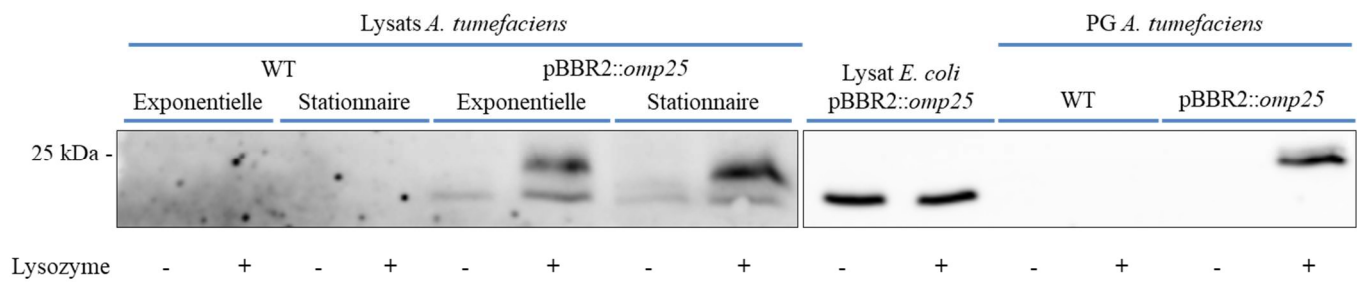 Lysats A. tumefaciens
PG A. tumefaciens
WT
pBBR2::omp25
Lysat E. coli
pBBR2::omp25
WT
pBBR2::omp25
Exponentielle
Stationnaire
Exponentielle
Stationnaire
25 kDa -
Lysozyme - + - + - + - + - + - + - +